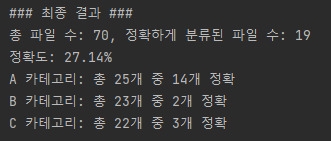 ### 최종 결과 ###
총 파일 수: 70, 정확하게 분류된 파일 수: 19
정확도: 27.14%
A 카테고리: 총 25개 중 14개 정확
B 카테고리: 총 23개 중 2개 정확
C 카테고리: 총 22개 중 3개 정확